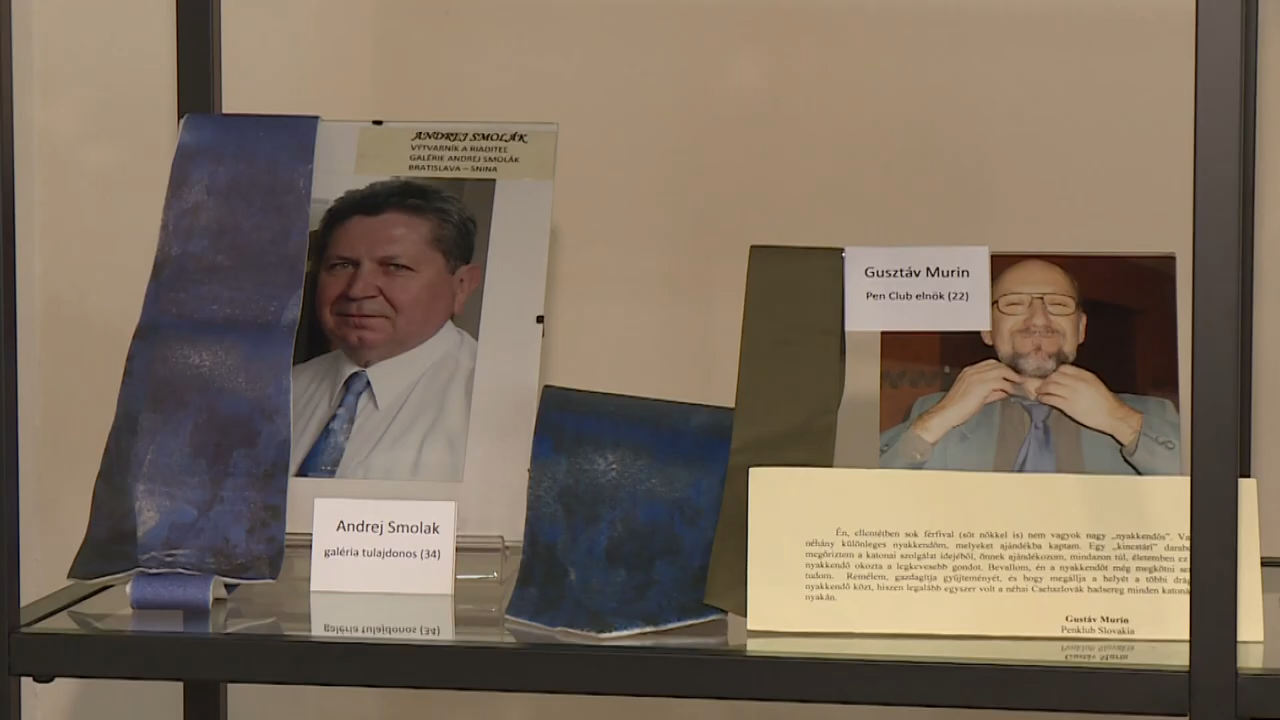 ANDREJ SMOLÁK
VÝTVARNÍK A RIADITEĽ
GALÉRIE ANDREJ SMOLÁK
BRATISLAVA – SNINA
Andrej Smolak
galéria tulajdonos (34)
Gusztáv Murin
Pen Club elnök (22)
Én, ellentétben sok férfival (sőt nőkkel is) nem vagyok nagy „nyakkendős”. Va
néhány különleges nyakkendőm, melyeket ajándékba kaptam. Egy „kincatári” darabo
megőriztem a katonai szolgálat idejéből, önnek ajándékozom, mindazon túl, életemben ez
nyakkendő okozta a legkevesebb gondot. Bevallom, én a nyakkendőt még megkötni se
tudom. Remélem, gazdagítja gyűjteményét, és hogy megállja a helyét a többi drág
nyakkendő közt, hiszen legalább egyszer volt a néhai Csehszlovák hadsereg minden katoná
nyakán.
Gustáv Murin
Penklub Slovakia